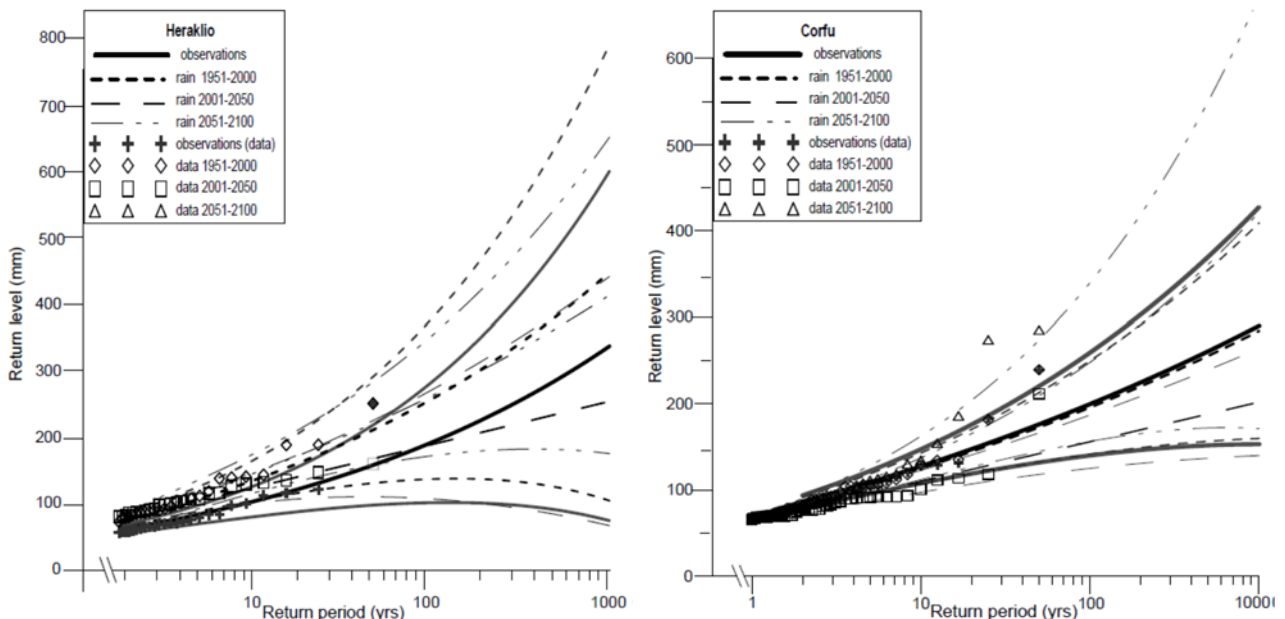 Heraklio
observations
rain 1951-2000
rain 2001-2050
rain 2051-2100
observations (data)
data 1951-2000
data 2001-2050
data 2051-2100
800
700
600
500
400
300
200
100
0
Return level (mm)
10
100
1000
Return period (yrs)
Corfu
observations
rain 1951-2000
rain 2001-2050
rain 2051-2100
observations (data)
data 1951-2000
data 2001-2050
data 2051-2100
600
500
400
300
200
100
0
Return level (mm)
1
10
100
1000
Return period (yrs)